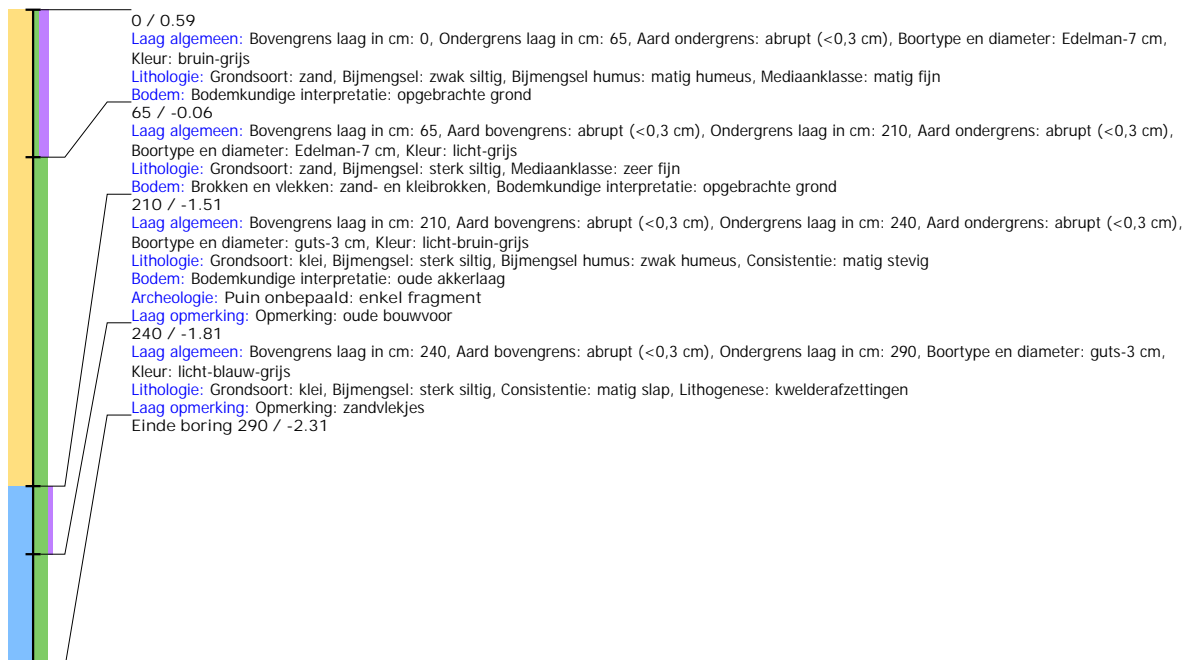 0 / 0.59
Laag algemeen: Bovengrens laag in cm: 0, Ondergrens laag in cm: 65, Aard ondergrens: abrupt (<0,3 cm), Boortype en diameter: Edelman-7 cm,
Kleur: bruin-grijs
Lithologie: Grondsoort: zand, Bijmengsel: zwak siltig, Bijmengsel humus: matig humeus, Mediaanklasse: matig fijn
Bodem: Bodemkundige interpretatie: opgebrachte grond
65 / -0.06
Laag algemeen: Bovengrens laag in cm: 65, Aard bovengrens: abrupt (<0,3 cm), Ondergrens laag in cm: 210, Aard ondergrens: abrupt (<0,3 cm),
Boortype en diameter: Edelman-7 cm, Kleur: licht-grijs
Lithologie: Grondsoort: zand, Bijmengsel: sterk siltig, Mediaanklasse: zeer fijn
Bodem: Brokken en vlekken: zand- en kleibrokken, Bodemkundige interpretatie: opgebrachte grond
210 / -1.51
Laag algemeen: Bovengrens laag in cm: 210, Aard bovengrens: abrupt (<0,3 cm), Ondergrens laag in cm: 240, Aard ondergrens: abrupt (<0,3 cm),
Boortype en diameter: guts-3 cm, Kleur: licht-bruin-grijs
Lithologie: Grondsoort: klei, Bijmengsel: sterk siltig, Bijmengsel humus: zwak humeus, Consistentie: matig stevig
Bodem: Bodemkundige interpretatie: oude akkerlaag
Archeologie: Puin onbepaald: enkel fragment
Laag opmerking: Opmerking: oude bouwvoor
240 / -1.81
Laag algemeen: Bovengrens laag in cm: 240, Aard bovengrens: abrupt (<0,3 cm), Ondergrens laag in cm: 290, Boortype en diameter: guts-3 cm,
Kleur: licht-blauw-grijs
Lithologie: Grondsoort: klei, Bijmengsel: sterk siltig, Consistentie: matig slap, Lithogenese: kwelderafzettingen
Laag opmerking: Opmerking: zandvlekjes
Einde boring 290 / -2.31